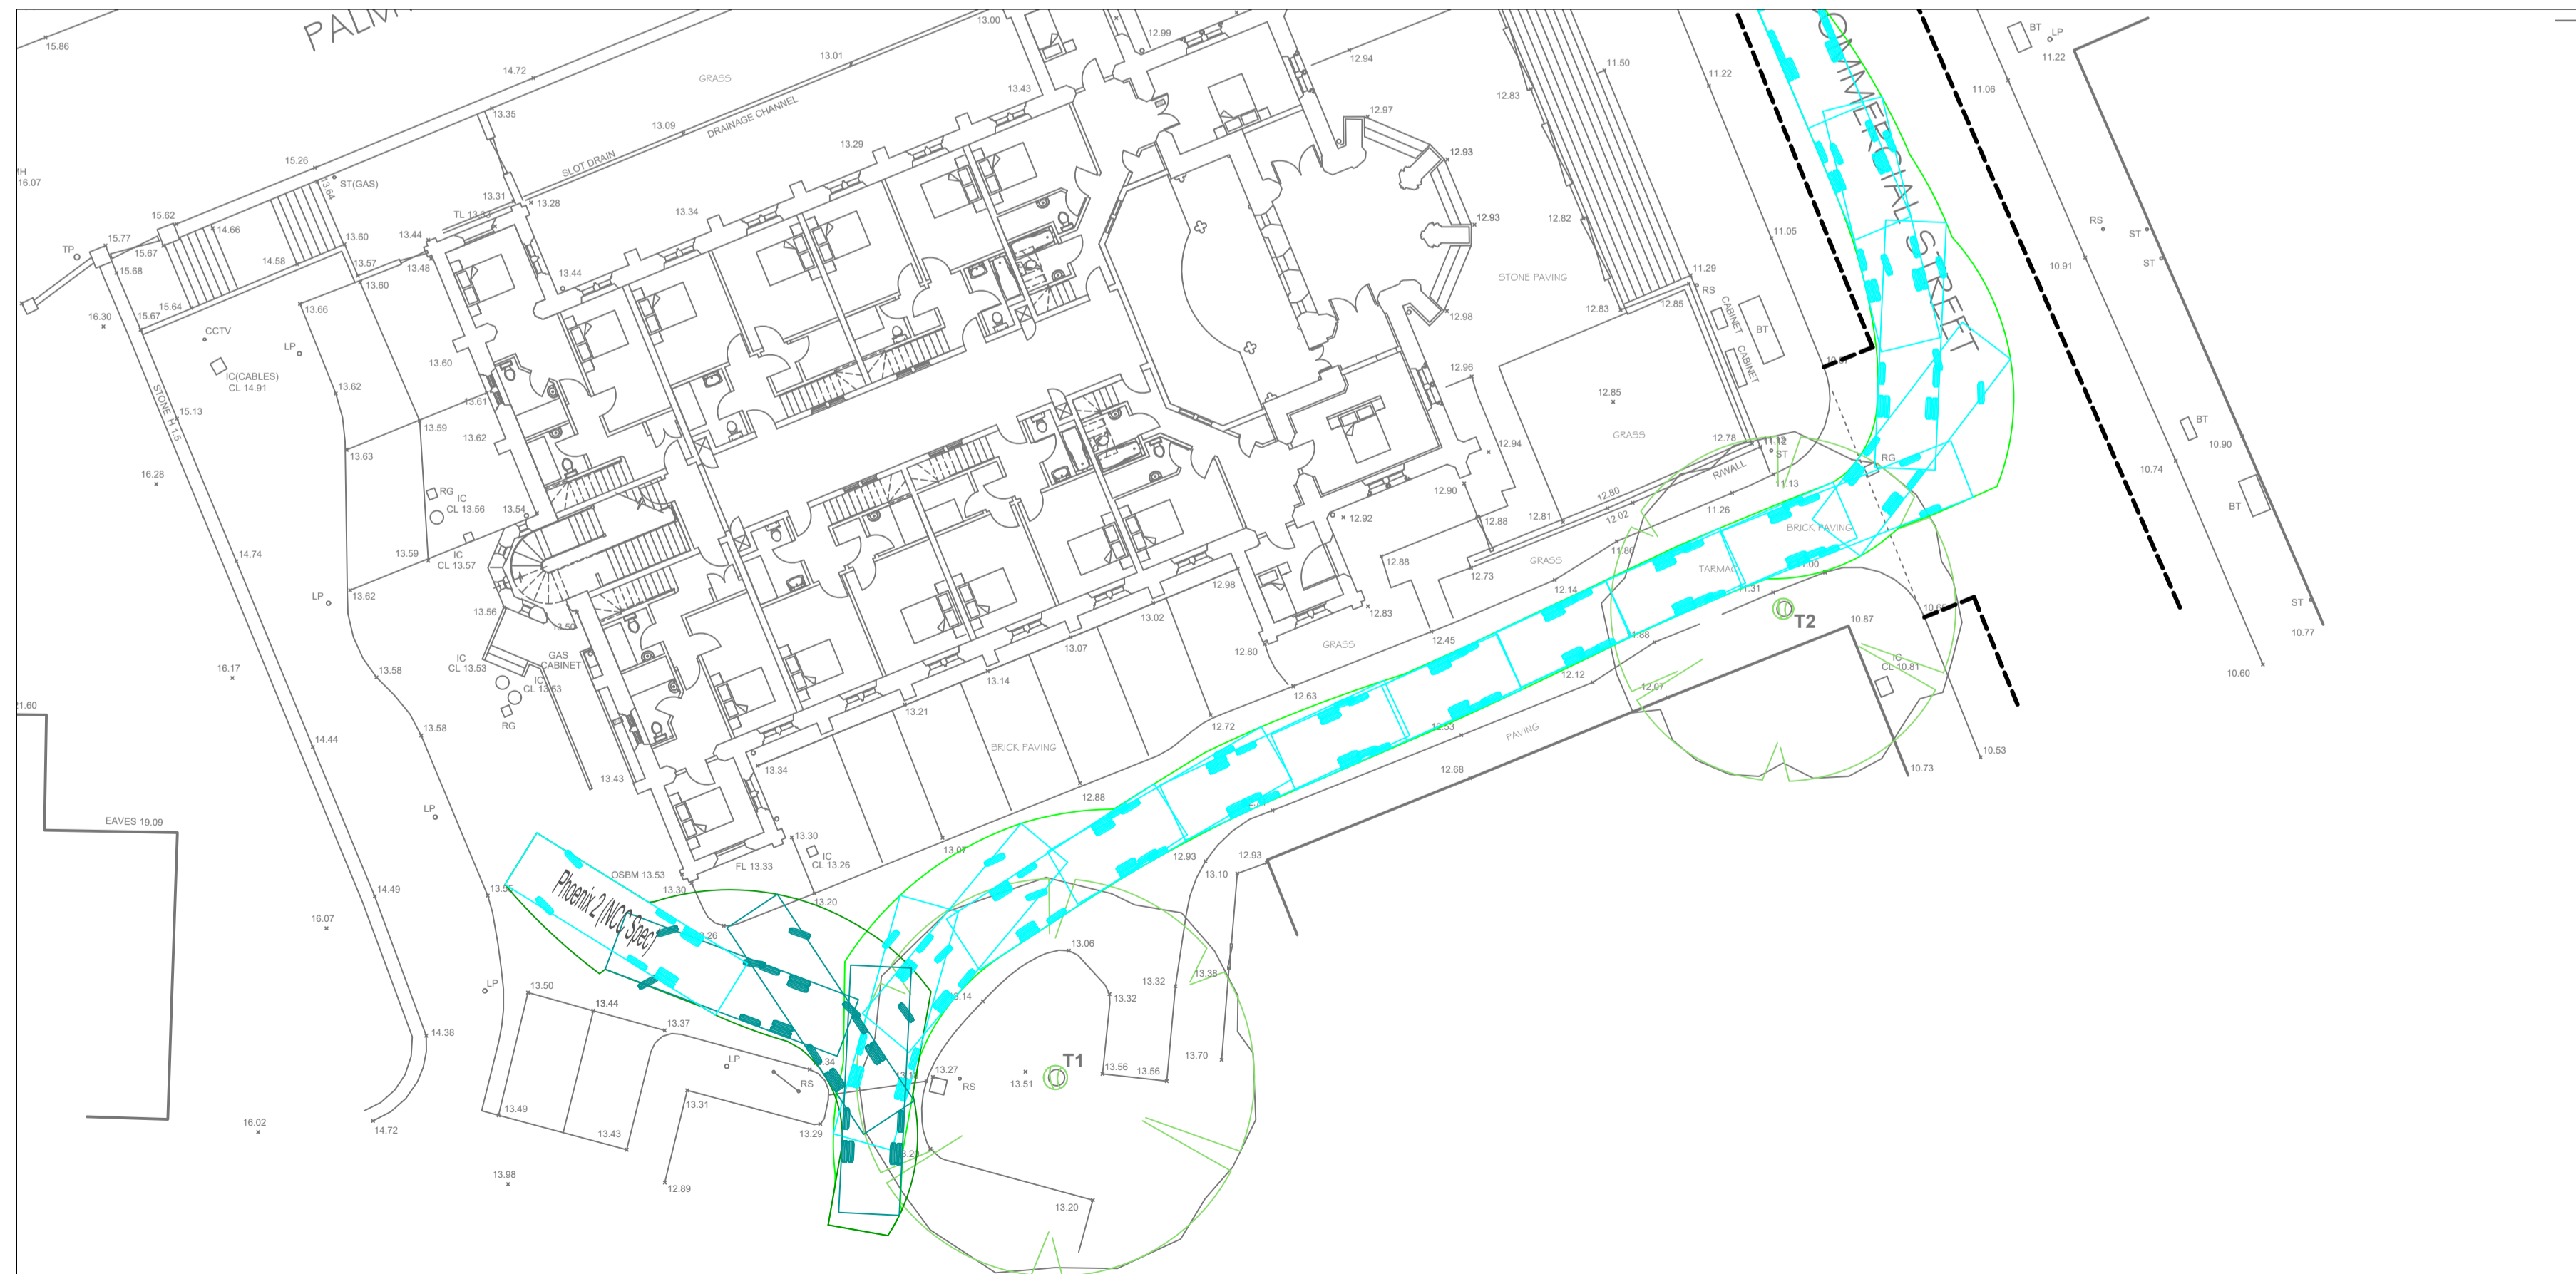 PALM
15.86
13.00
12.99
14.72
13.01
GRASS
12.94
11.50
11.22
BT
LP
11.22
COMMERCIAL STREET
13.35
13.09
DRAINAGE CHANNEL
13.43
12.97
12.83
11.06
15.26
SLOT DRAIN
13.29
12.93
MH
16.07
ST(GAS)
13.64
13.31
13.28
TL 13.33
15.62
14.66
13.34
12.93
12.82
11.05
RS
ST
15.77
TP
15.67
15.68
13.60
13.44
13.48
14.58
13.57
13.60
13.44
STONE PAVING
11.29
RS
10.91
ST
15.64
13.66
12.98
12.83
12.85
CABINET
BT
CABINET
16.30
15.67
CCTV
LP
IC(CABLES)
CL 14.91
13.60
13.62
13.61
12.96
12.85
STONE H 1.5
15.13
13.59
13.62
12.94
GRASS
12.78
11.12
ST
BT
10.90
13.63
R/WALL
RG
10.74
16.28
RG
IC
CL 13.56
13.54
12.90
12.80
11.13
BT
12.92
12.88
12.81
12.02
11.26
BRICK PAVING
14.74
IC
CL 13.57
13.59
12.88
12.73
GRASS
11.86
TARMAC
11.00
12.98
12.14
11.31
LP
13.62
13.56
13.50
12.83
13.02
T2
10.87
ST
10.77
GAS
CABINET
13.07
12.80
GRASS
12.45
IC
CL 10.81
16.17
13.58
IC
CL 13.53
IC
CL 13.53
13.14
12.12
12.07
10.60
21.60
RG
13.21
12.63
12.72
13.58
14.44
BRICK PAVING
PAVING
10.53
13.43
13.34
12.68
10.73
EAVES 19.09
LP
12.88
13.30
IC
CL 13.26
FL 13.33
13.07
12.93
12.93
13.10
OSBM 13.53
13.30
13.20
14.49
Phoenix 2 (NCC Spec)
16.07
13.06
LP
13.50
13.44
13.32
13.32
13.38
14.38
13.37
LP
RS
13.27
RS
13.51
T1
13.56
13.56
13.70
13.49
13.31
13.29
16.02
14.72
13.43
13.98
12.89
13.20
13.20